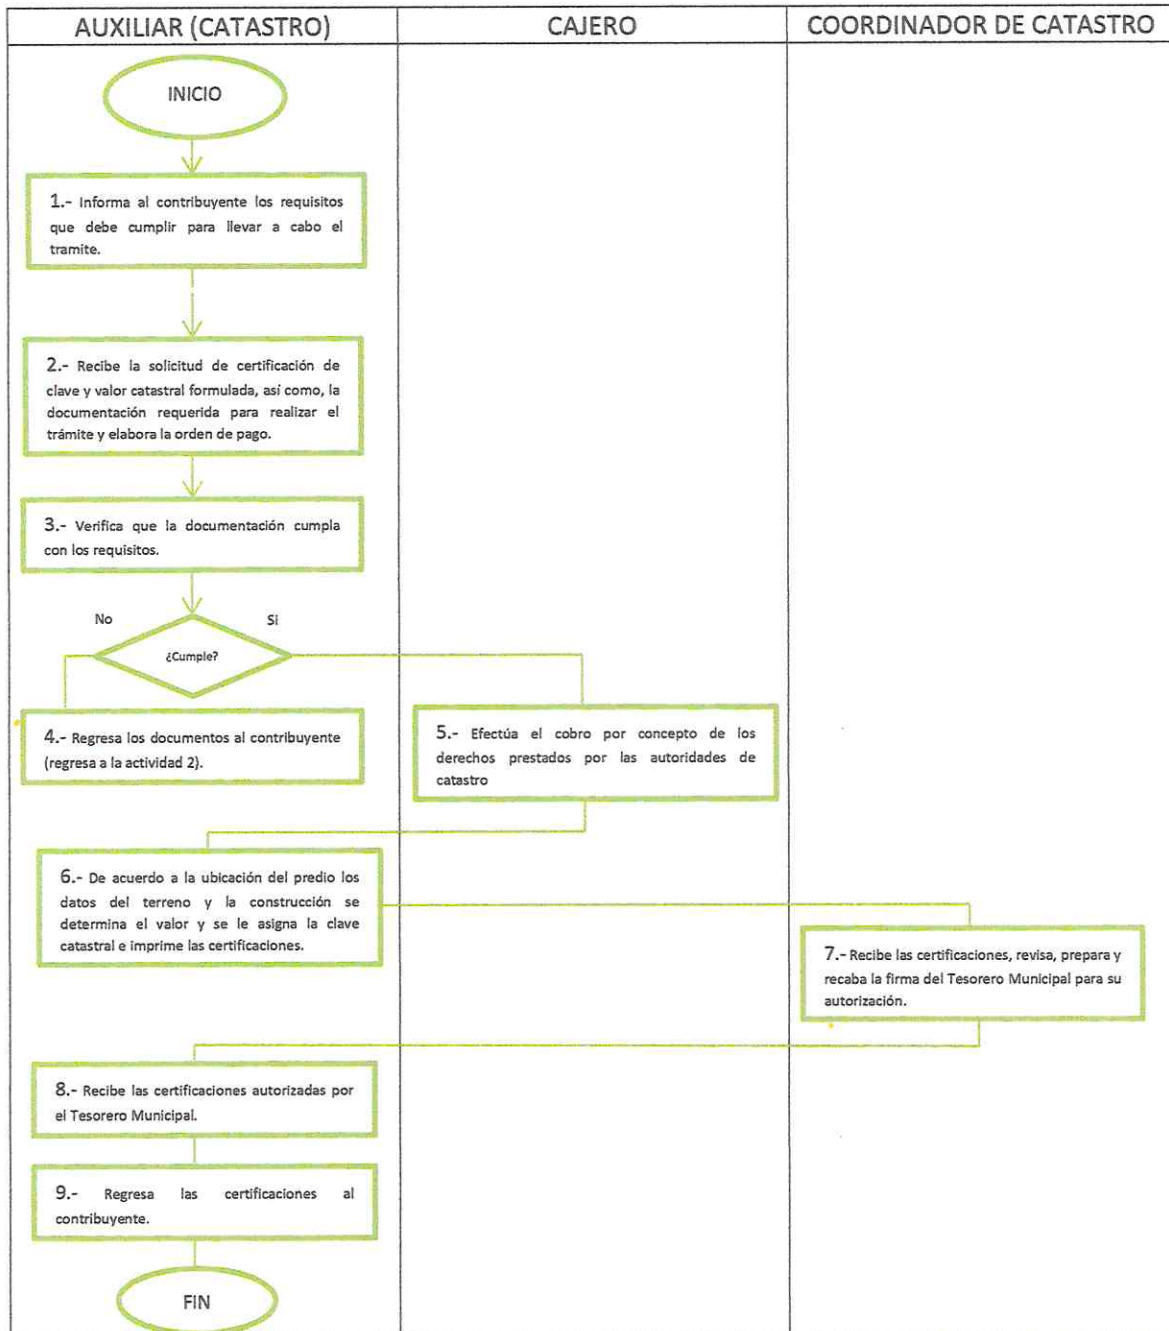 AUXILIAR (CATASTRO)
CAJERO
COORDINADOR DE CATASTRO
INICIO
1.- Informa al contribuyente los requisitos
que debe cumplir para llevar a cabo el
tramite.
2.- Recibe la solicitud de certificación de
clave y valor catastral formulada, así como, la
documentación requerida para realizar el
trámite y elabora la orden de pago.
3.- Verifica que la documentación cumpla
con los requisitos.
No
Si
¿Cumple?
4.- Regresa los documentos al contribuyente
(regresa a la actividad 2).
5.- Efectúa el cobro por concepto de los
derechos prestados por las autoridades de
catastro
6.- De acuerdo a la ubicación del predio los
datos del terreno y la construcción se
determina el valor y se le asigna la clave
catastral e imprime las certificaciones.
7.- Recibe las certificaciones, revisa, prepara y
recaba la firma del Tesorero Municipal para su
autorización.
8.- Recibe las certificaciones autorizadas por
el Tesorero Municipal.
9.- Regresa las certificaciones al
contribuyente.
FIN